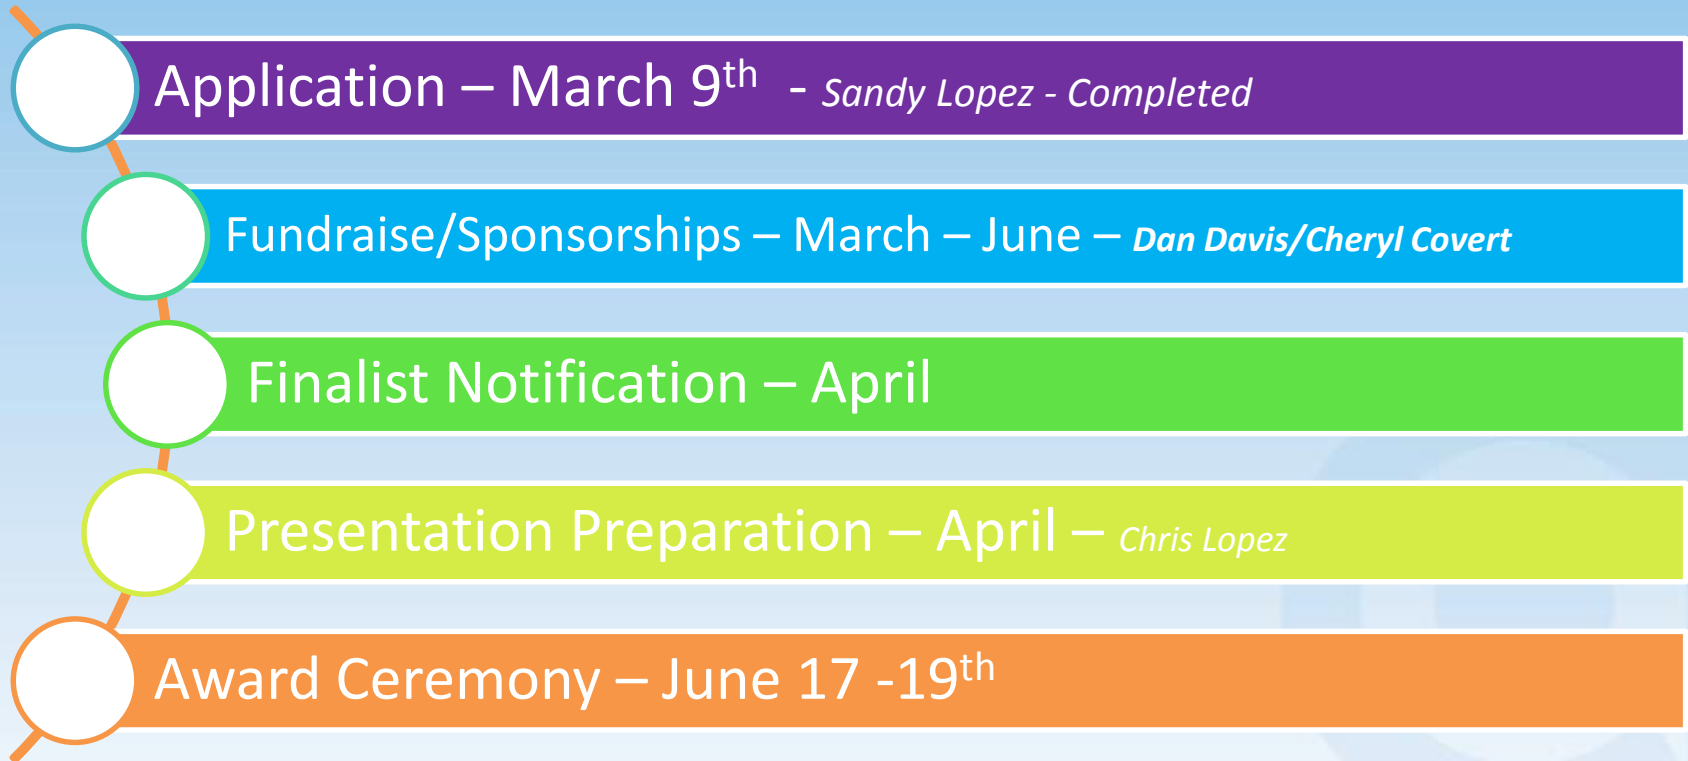 Application – March 9th - Sandy Lopez - Completed
Fundraise/Sponsorships – March – June – Dan Davis/Cheryl Covert
Finalist Notification – April
Presentation Preparation – April – Chris Lopez
Award Ceremony – June 17 -19th